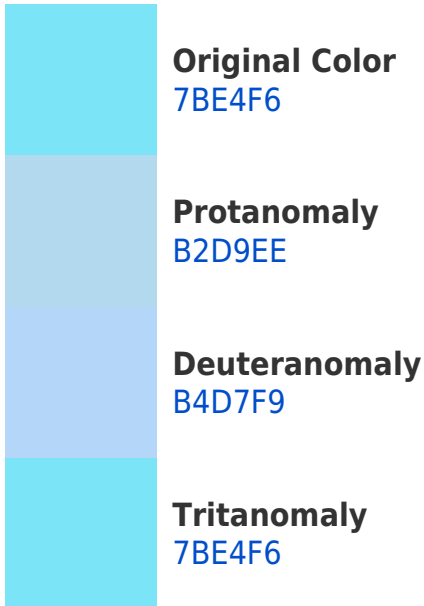 Original Color
7BE4F6
Protanomaly
B2D9EE
Deuteranomaly
B4D7F9
Tritanomaly
7BE4F6